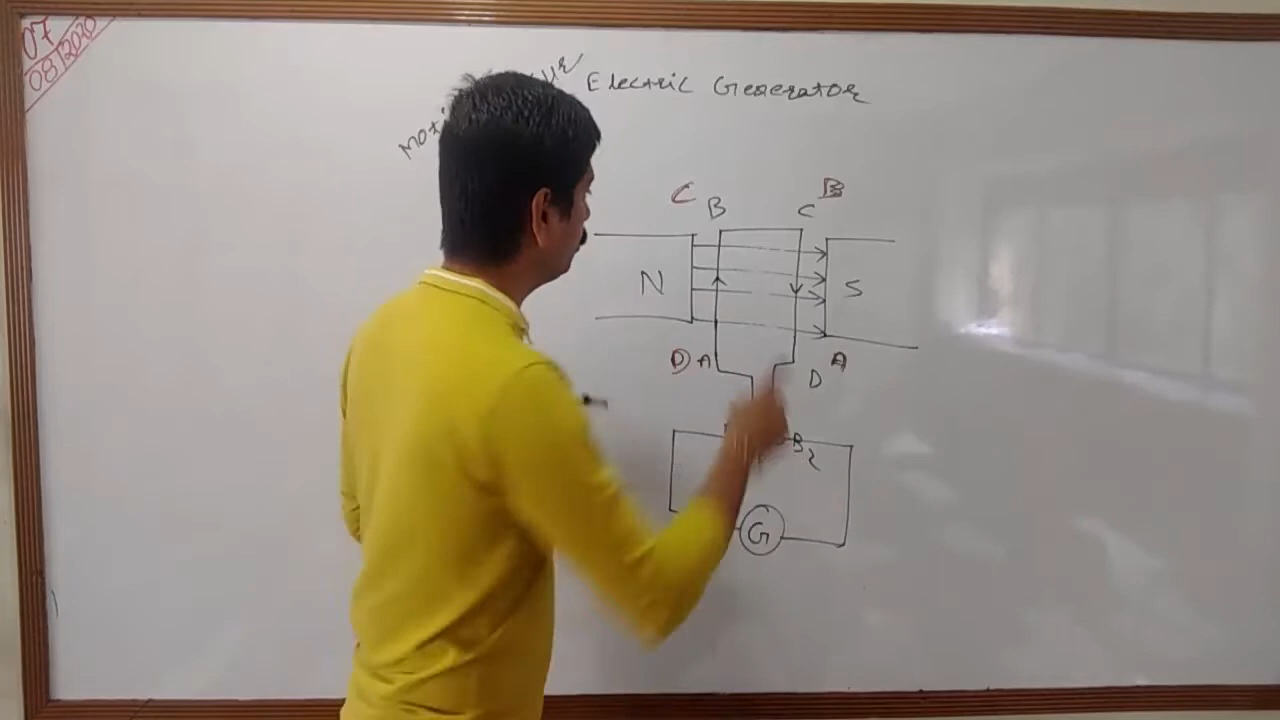 07
08/2020
Electric Generator
C B C B
N S
D A D A
B2
G